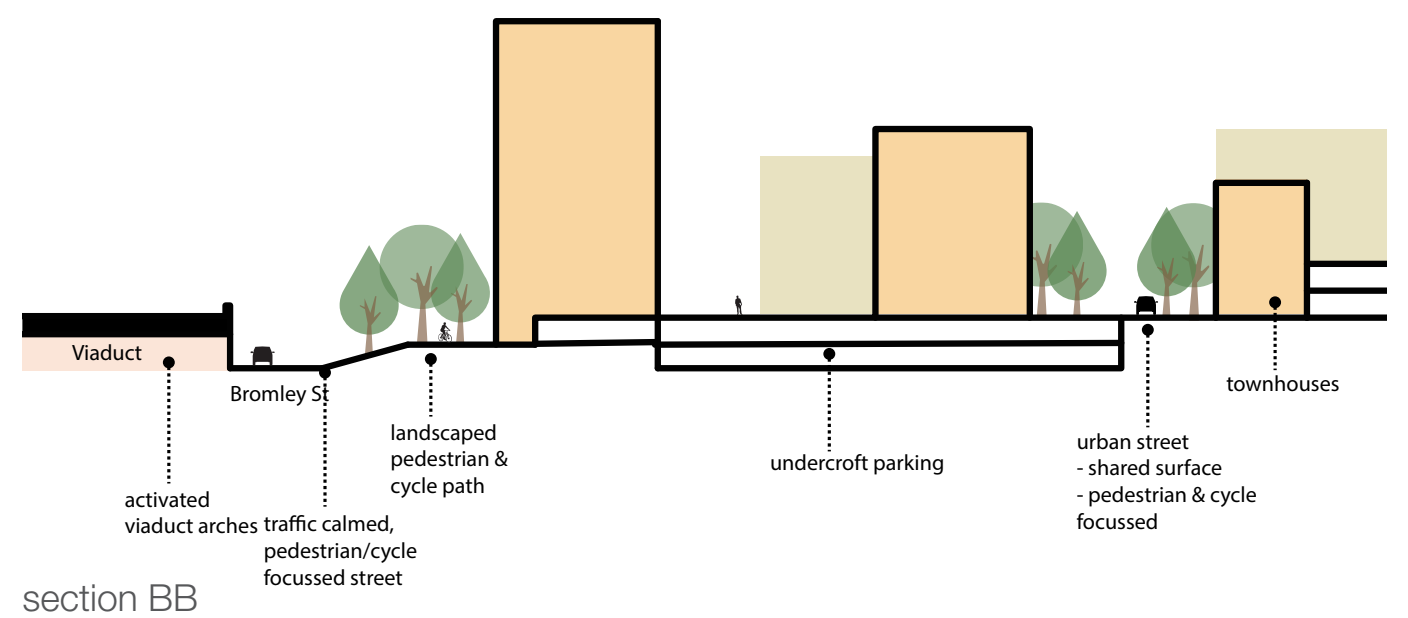 Viaduct
Bromley St
activated
viaduct arches
traffic calmed,
pedestrian/cycle
focussed street
landscaped
pedestrian &
cycle path
undercroft parking
urban street
- shared surface
- pedestrian & cycle
focussed
townhouses
section BB